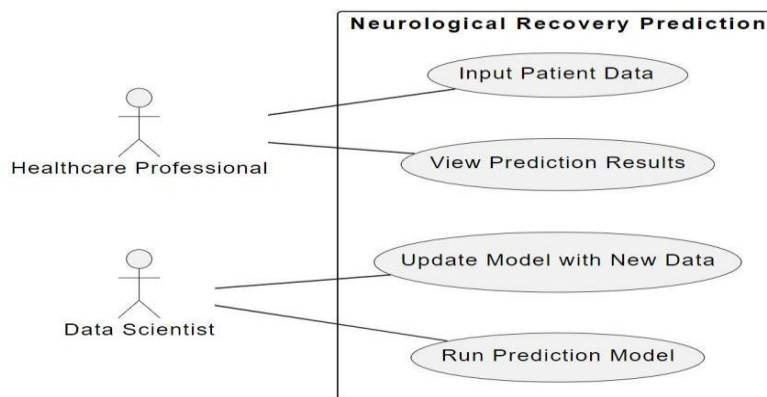 Neurological Recovery Prediction
Input Patient Data
Healthcare Professional
View Prediction Results
Update Model with New Data
Data Scientist
Run Prediction Model